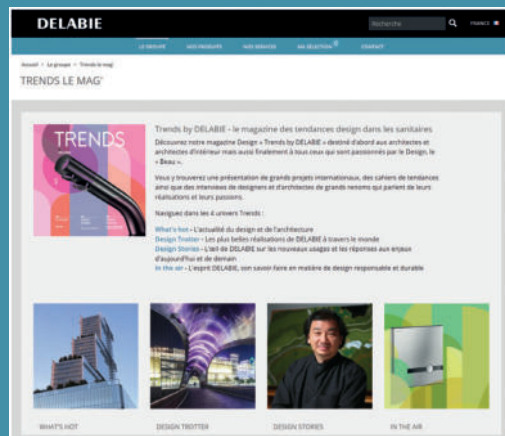 DELABIE
Recherche
FRANCE
LE GROUPE NOS PRODUITS NOS SERVICES MA SÉLECTION CONTACT
Accueil > Le groupe > Trends le mag'
TRENDS LE MAG'
TRENDS
Trends by DELABIE - le magazine des tendances design dans les sanitaires
Découvrez notre magazine Design « Trends by DELABIE » destiné d'abord aux architectes et
architectes d'intérieur mais aussi finalement à tous ceux qui sont passionnés par le Design, le
« Beau ».
Vous y trouverez une présentation de grands projets internationaux, des cahiers de tendances
ainsi que des interviews de designers et d'architectes de grands renoms qui parlent de leurs
réalisations et leurs passions.
Naviguez dans les 4 univers Trends :
What's hot - L'actualité du design et de l'architecture
Design Trotter - Les plus belles réalisations de DELABIE à travers le monde
Design Stories - L'œil de DELABIE sur les nouveaux usages et les réponses aux enjeux
d'aujourd'hui et de demain
In the air - L'esprit DELABIE, son savoir-faire en matière de design responsable et durable
WHAT'S HOT
DESIGN TROTTER
DESIGN STORIES
IN THE AIR